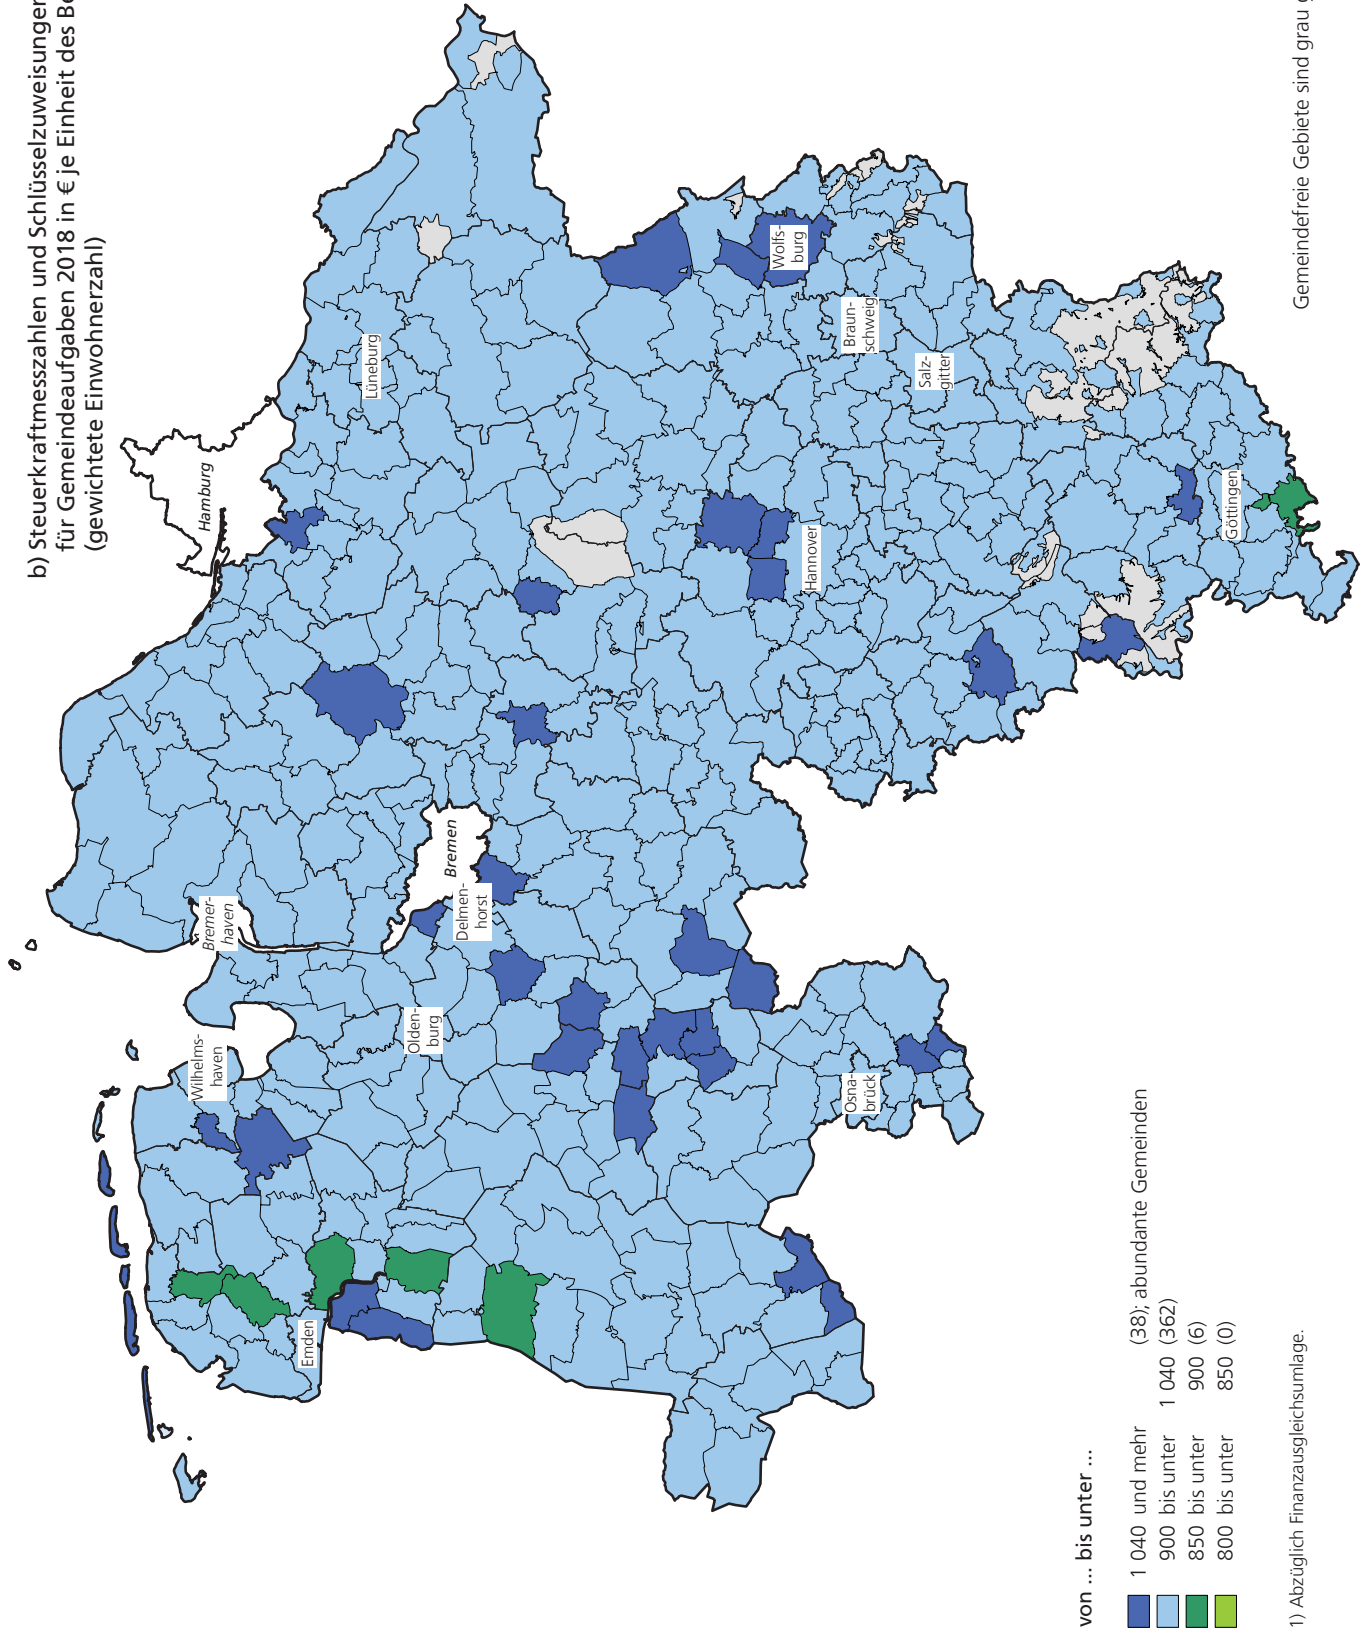 b) Steuerkraftmesszahlen und Schlüsselzuweisungen
für Gemeindeaufgaben 2018 in € je Einheit des Be
(gewichtete Einwohnerzahl)
Hamburg
Bremer-
haven
Wilhelms-
haven
Lüneburg
Emden
Olden-
burg
Bremen
Delmen-
horst
Wolfs-
burg
Hannover
Braun-
schweig
Osna-
brück
Salz-
gitter
Göttingen
von ... bis unter ...
1 040 und mehr (38); abundante Gemeinden
900 bis unter 1 040 (362)
850 bis unter 900 (6)
800 bis unter 850 (0)
1) Abzüglich Finanzausgleichsumlage.
Gemeindefreie Gebiete sind grau